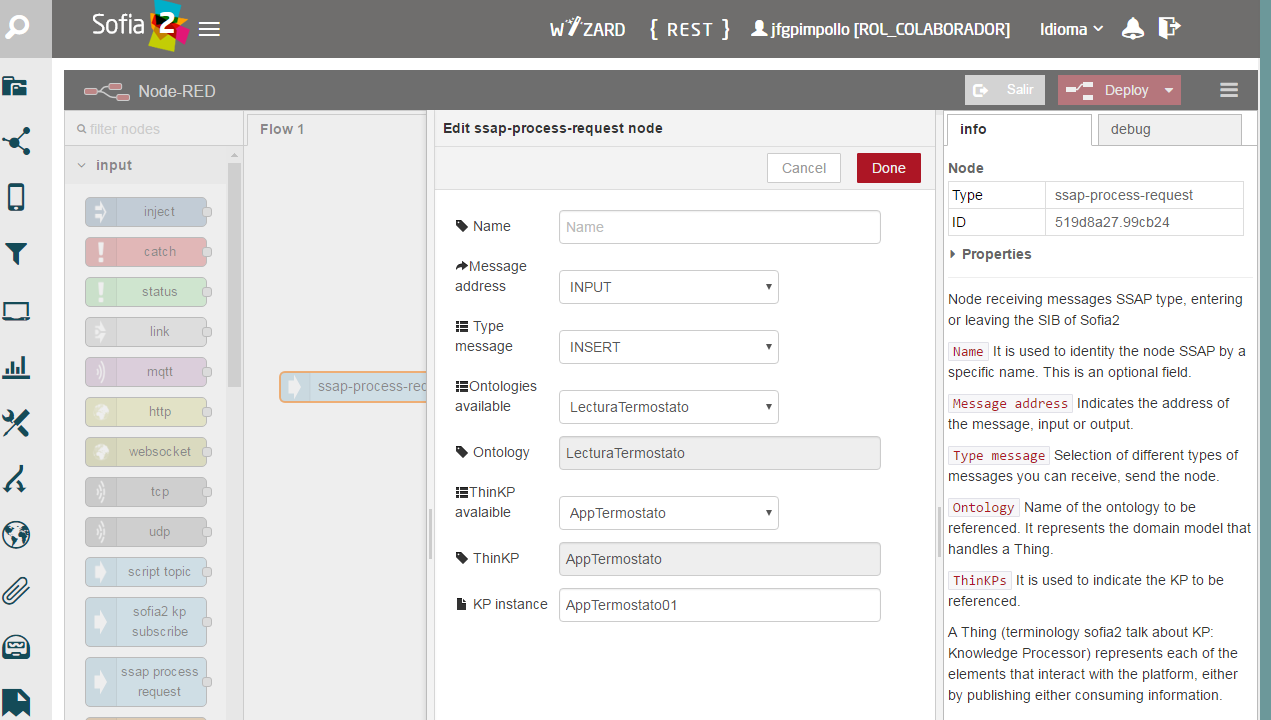 Sofia 2
WIZARD
{ REST }
jfgpimpollo [ROL_COLABORADOR]
Idioma
Node-RED
Salir
Deploy
filter nodes
input
inject
catch
status
link
mqtt
http
websocket
tcp
udp
script topic
sofia2 kp
subscribe
ssap process
request
Flow 1
ssap-process-req
Edit ssap-process-request node
Cancel
Done
Name
Name
Message
address
INPUT
Type
message
INSERT
Ontologies
available
LecturaTermostato
Ontology
LecturaTermostato
ThinKP
avalaible
AppTermostato
ThinKP
AppTermostato
KP instance
AppTermostato01
info
debug
Node
Type
ssap-process-request
ID
519d8a27.99cb24
Properties
Node receiving messages SSAP type, entering
or leaving the SIB of Sofia2
Name It is used to identity the node SSAP by a
specific name. This is an optional field.
Message address Indicates the address of
the message, input or output.
Type message Selection of different types of
messages you can receive, send the node.
Ontology Name of the ontology to be
referenced. It represents the domain model that
handles a Thing.
ThinKPs It is used to indicate the KP to be
referenced.
A Thing (terminology sofia2 talk about KP:
Knowledge Processor) represents each of the
elements that interact with the platform, either
by publishing either consuming information.